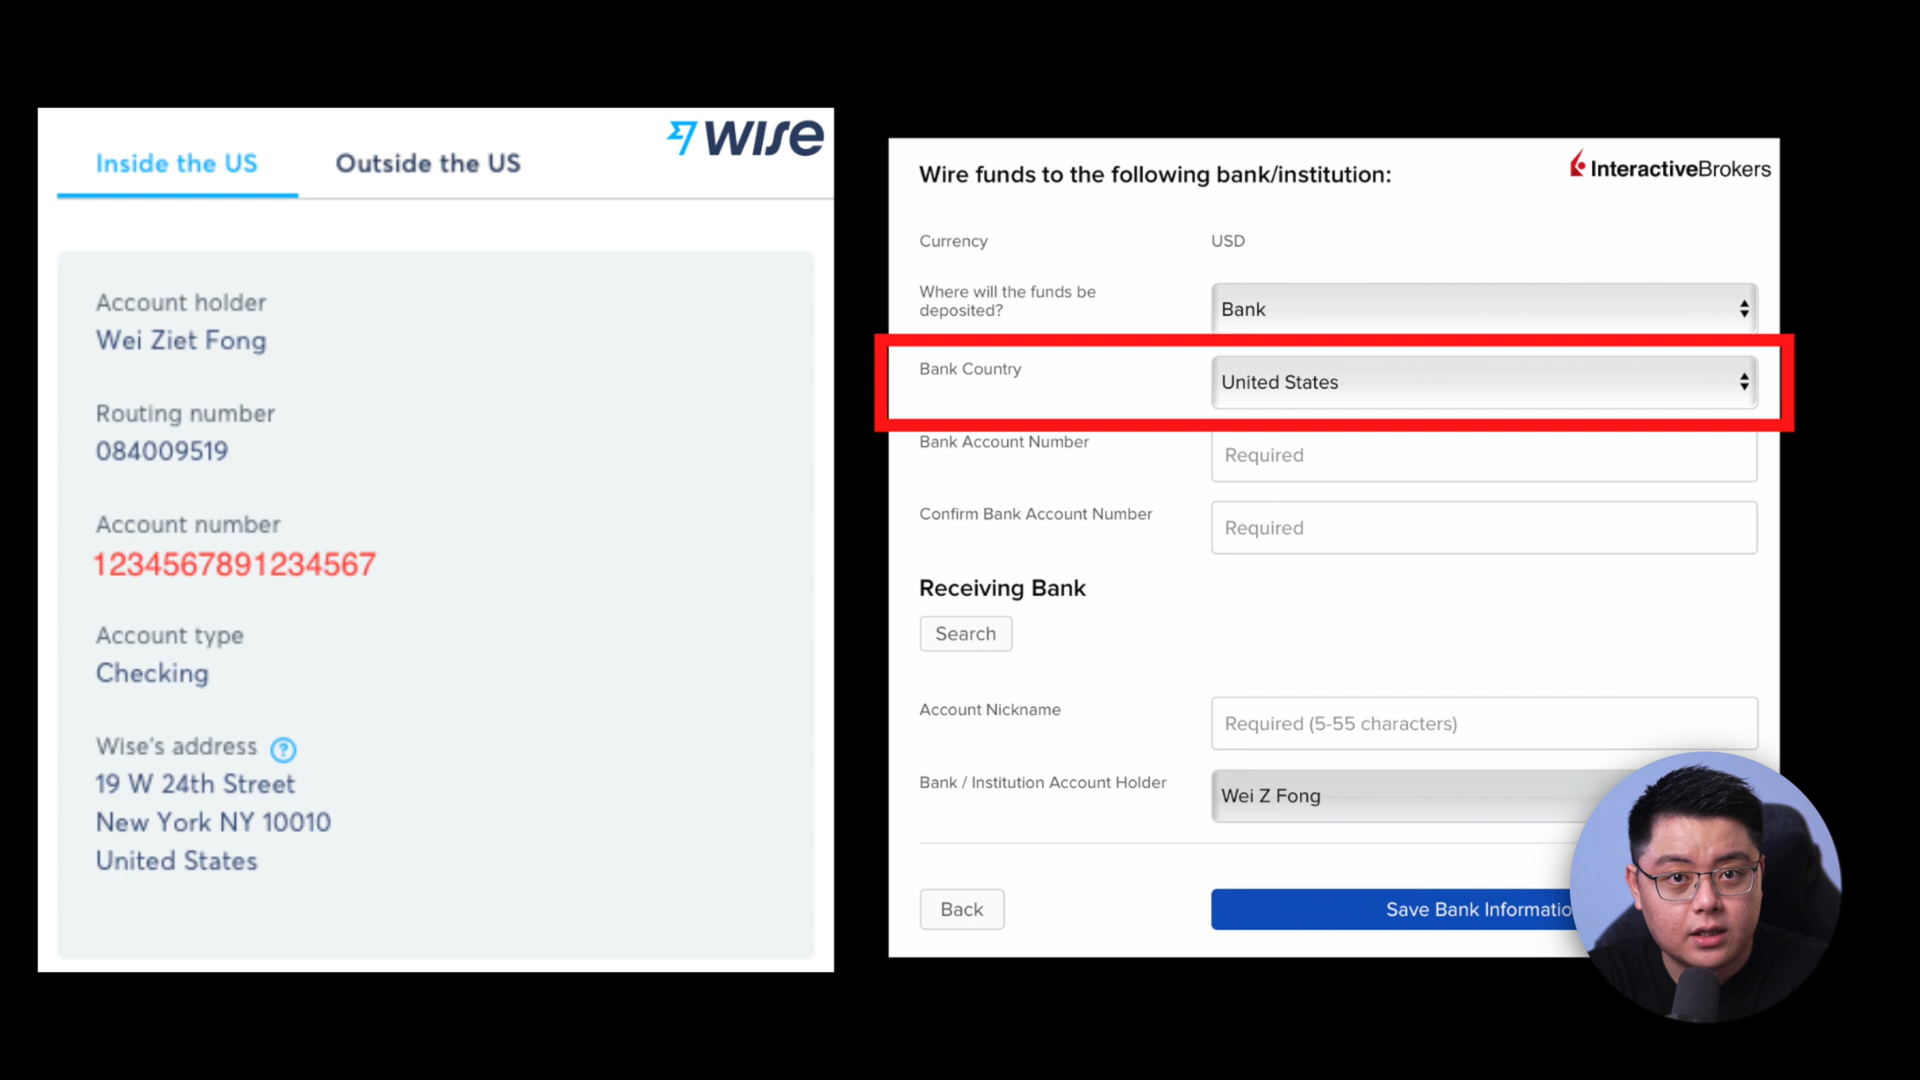 Inside the US
Outside the US
wise
Account holder
Wei Ziet Fong
Routing number
084009519
Account number
1234567891234567
Account type
Checking
Wise's address ?
19 W 24th Street
New York NY 10010
United States
Wire funds to the following bank/institution:
InteractiveBrokers
Currency
USD
Where will the funds be
deposited?
Bank
Bank Country
United States
Bank Account Number
Required
Confirm Bank Account Number
Required
Receiving Bank
Search
Account Nickname
Required (5-55 characters)
Bank / Institution Account Holder
Wei Z Fong
Back
Save Bank Informatio